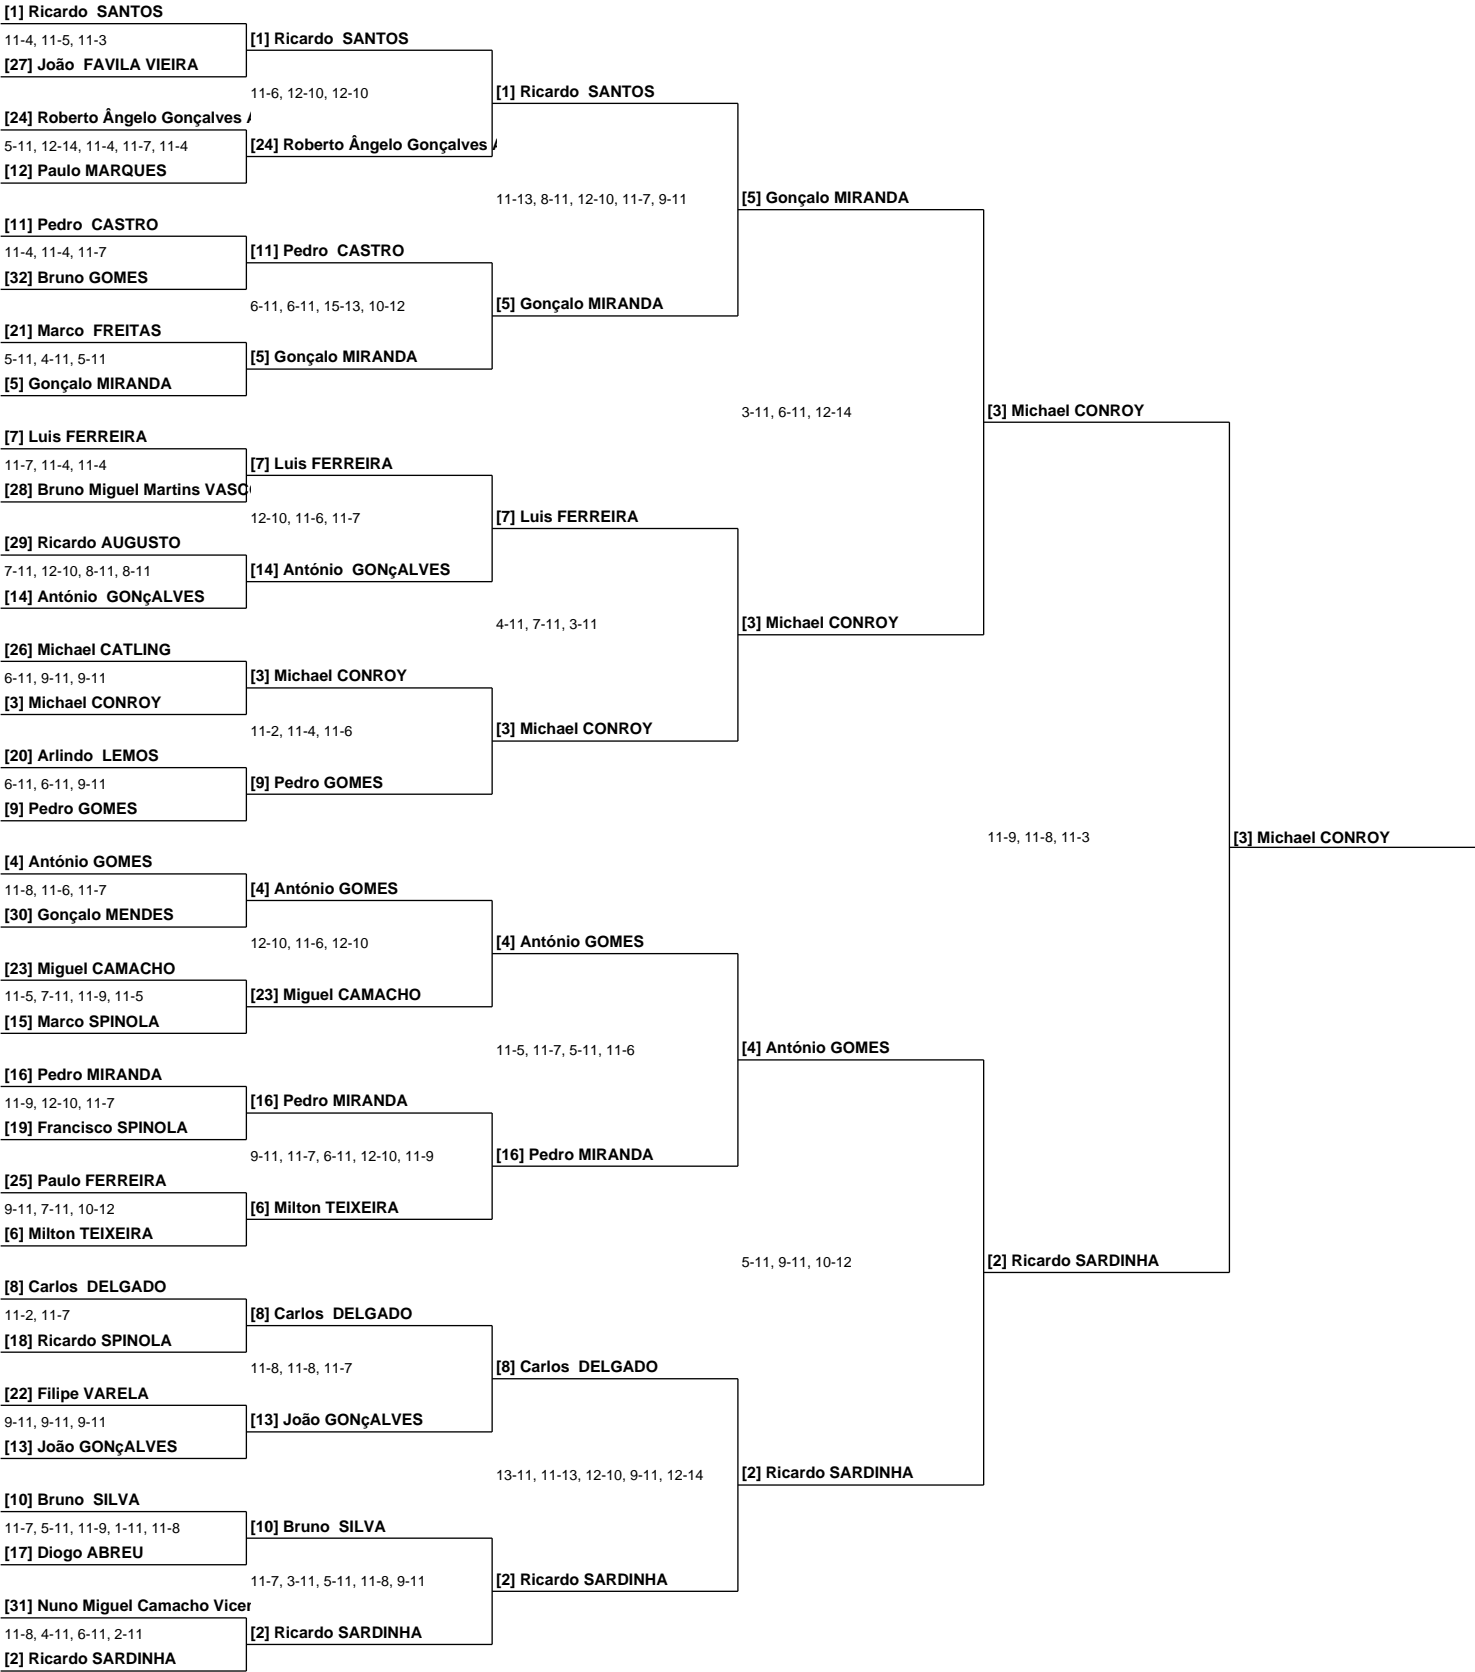 [1] Ricardo  SANTOS
11-4, 11-5, 11-3
[27] João  FAVILA VIEIRA
[24] Roberto Ângelo Gonçalves
5-11, 12-14, 11-4, 11-7, 11-4
[12] Paulo MARQUES
[11] Pedro  CASTRO
11-4, 11-4, 11-7
[32] Bruno GOMES
[21] Marco  FREITAS
5-11, 4-11, 5-11
[5] Gonçalo MIRANDA
[7] Luis FERREIRA
11-7, 11-4, 11-4
[28] Bruno Miguel Martins VASC
[29] Ricardo AUGUSTO
7-11, 12-10, 8-11, 8-11
[14] António  GONçALVES
[26] Michael CATLING
6-11, 9-11, 9-11
[3] Michael CONROY
[20] Arlindo  LEMOS
6-11, 6-11, 9-11
[9] Pedro GOMES
[4] António GOMES
11-8, 11-6, 11-7
[30] Gonçalo MENDES
[23] Miguel CAMACHO
11-5, 7-11, 11-9, 11-5
[15] Marco SPINOLA
[16] Pedro MIRANDA
11-9, 12-10, 11-7
[19] Francisco SPINOLA
[25] Paulo FERREIRA
9-11, 7-11, 10-12
[6] Milton TEIXEIRA
[8] Carlos  DELGADO
11-2, 11-7
[18] Ricardo SPINOLA
[22] Filipe VARELA
9-11, 9-11, 9-11
[13] João GONçALVES
[10] Bruno  SILVA
11-7, 5-11, 11-9, 1-11, 11-8
[17] Diogo ABREU
[31] Nuno Miguel Camacho Vicer
11-8, 4-11, 6-11, 2-11
[2] Ricardo SARDINHA
[1] Ricardo  SANTOS
11-6, 12-10, 12-10
[24] Roberto Ângelo Gonçalves
[11] Pedro  CASTRO
6-11, 6-11, 15-13, 10-12
[5] Gonçalo MIRANDA
[7] Luis FERREIRA
12-10, 11-6, 11-7
[14] António  GONçALVES
[3] Michael CONROY
11-2, 11-4, 11-6
[9] Pedro GOMES
[4] António GOMES
12-10, 11-6, 12-10
[23] Miguel CAMACHO
[16] Pedro MIRANDA
9-11, 11-7, 6-11, 12-10, 11-9
[6] Milton TEIXEIRA
[8] Carlos  DELGADO
11-8, 11-8, 11-7
[13] João GONçALVES
[10] Bruno  SILVA
11-7, 3-11, 5-11, 11-8, 9-11
[2] Ricardo SARDINHA
[1] Ricardo  SANTOS
11-13, 8-11, 12-10, 11-7, 9-11
[5] Gonçalo MIRANDA
[7] Luis FERREIRA
4-11, 7-11, 3-11
[3] Michael CONROY
[4] António GOMES
11-5, 11-7, 5-11, 11-6
[16] Pedro MIRANDA
[8] Carlos  DELGADO
13-11, 11-13, 12-10, 9-11, 12-14
[2] Ricardo SARDINHA
[5] Gonçalo MIRANDA
3-11, 6-11, 12-14
[3] Michael CONROY
[4] António GOMES
5-11, 9-11, 10-12
[2] Ricardo SARDINHA
[3] Michael CONROY
11-9, 11-8, 11-3
[2] Ricardo SARDINHA
[3] Michael CONROY